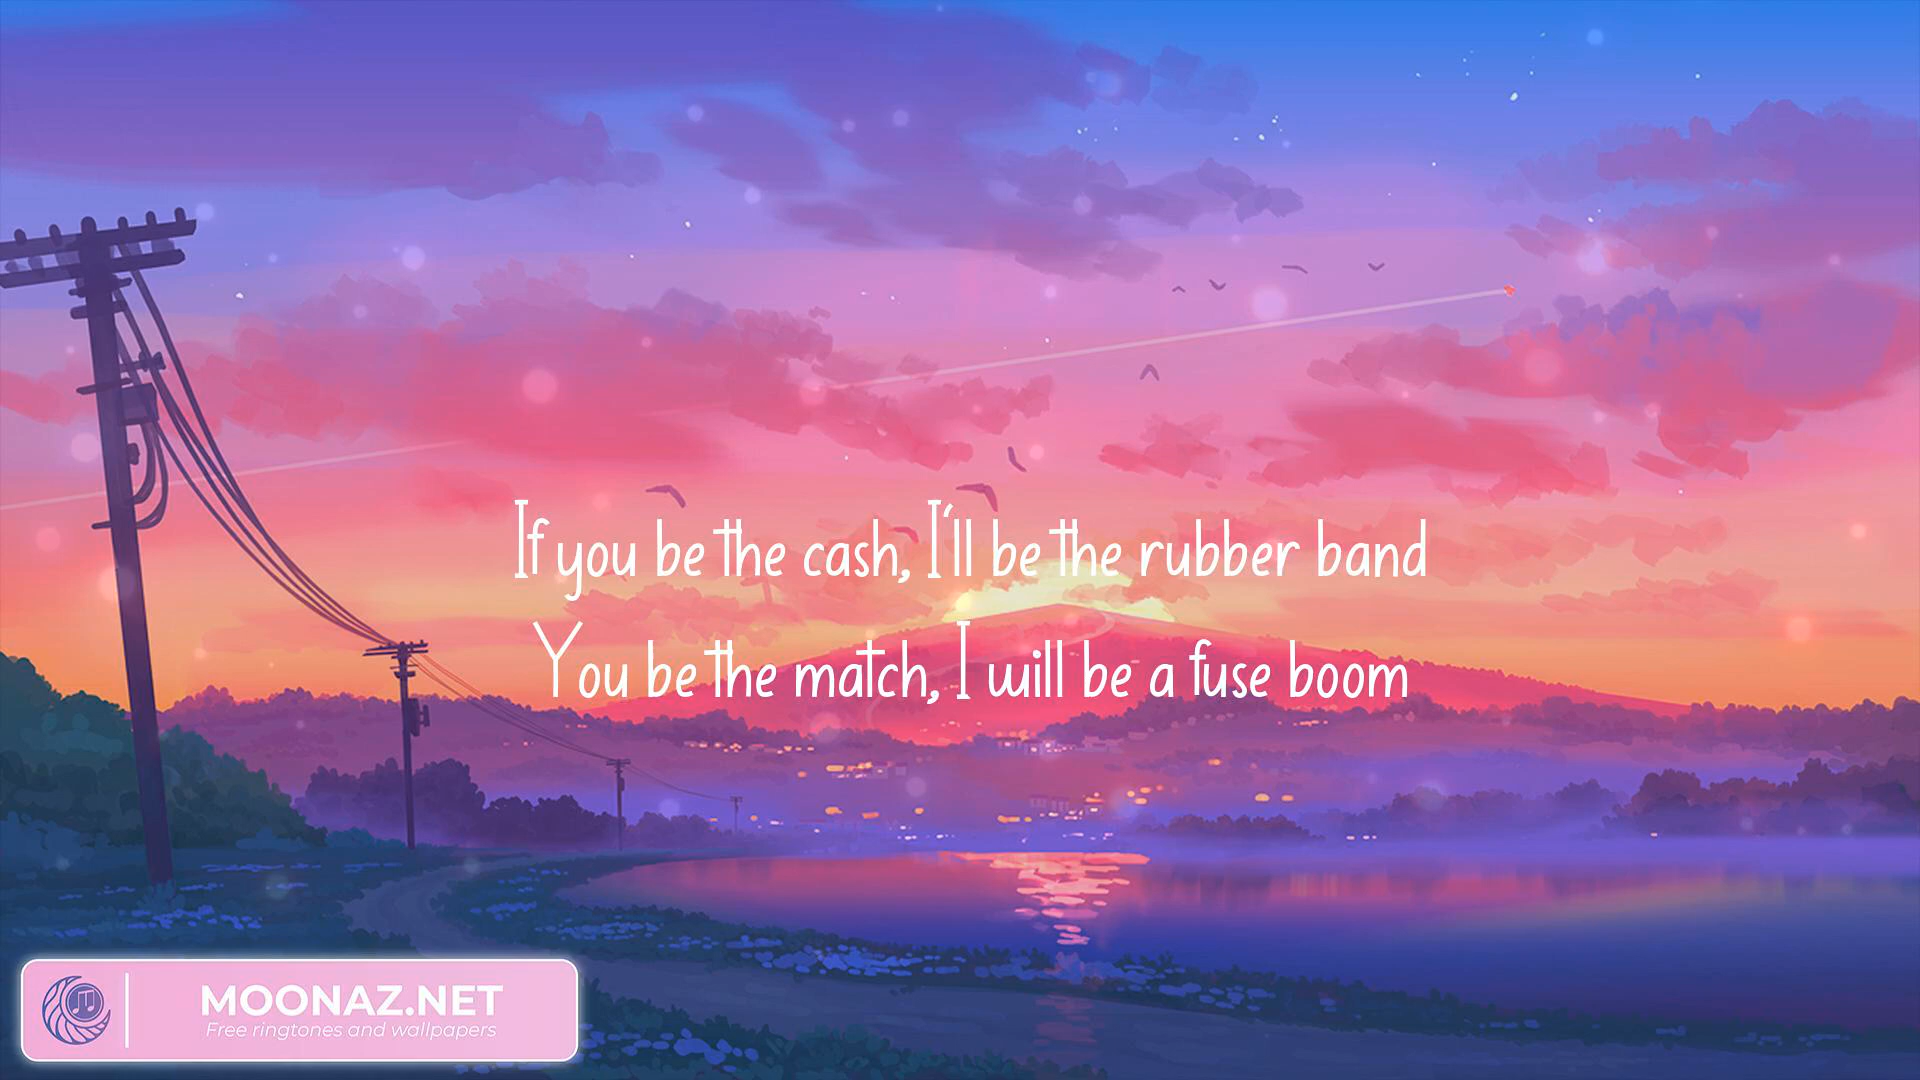 If you be the cash, I'll be the rubber band
You be the match, I will be a fuse boom
MOONAZ.NET
Free ringtones and wallpapers